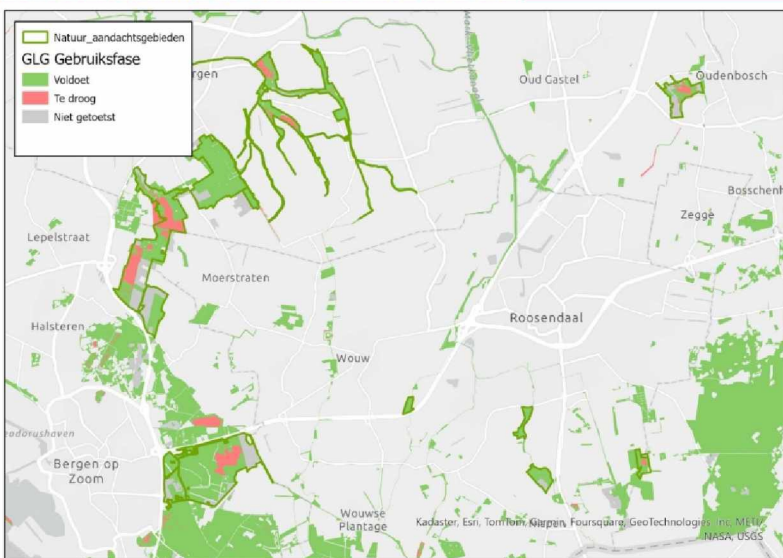 Natuur_aandachtsgebieden
GLG Gebruiksfase
Voldoet
Te droog
Niet getoetst
rgen
Oud Gastel
Oudenbosch
Bosschenh
Zegge
Lepelstraat
Moerstraten
Halsteren
Roosendaal
Wouw
Bergen op
Zoom
Wouwse
Plantage
Kadaster, Esri, TomTom, Garmin, Foursquare, GeoTechnologies, Inc, METI/
NASA, USGS